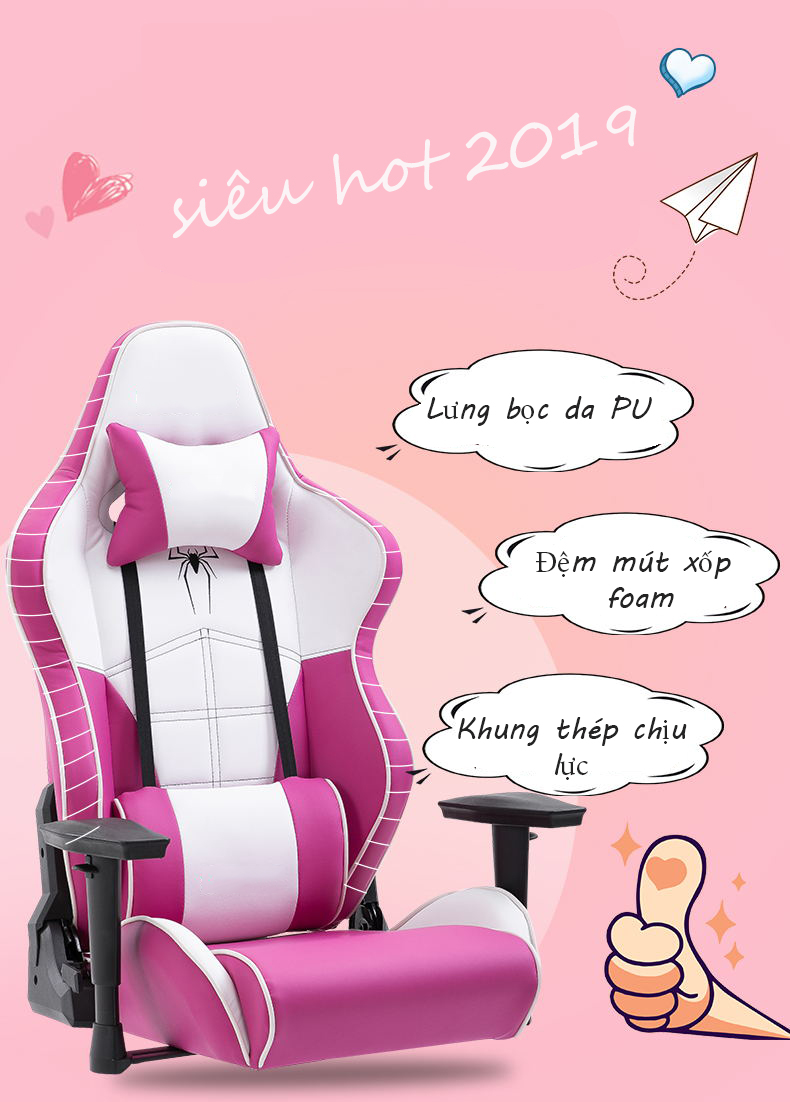 siêu hot 2019
Lưng bọc da PU
Đệm mút xốp
foam
Khung thép chịu
lực